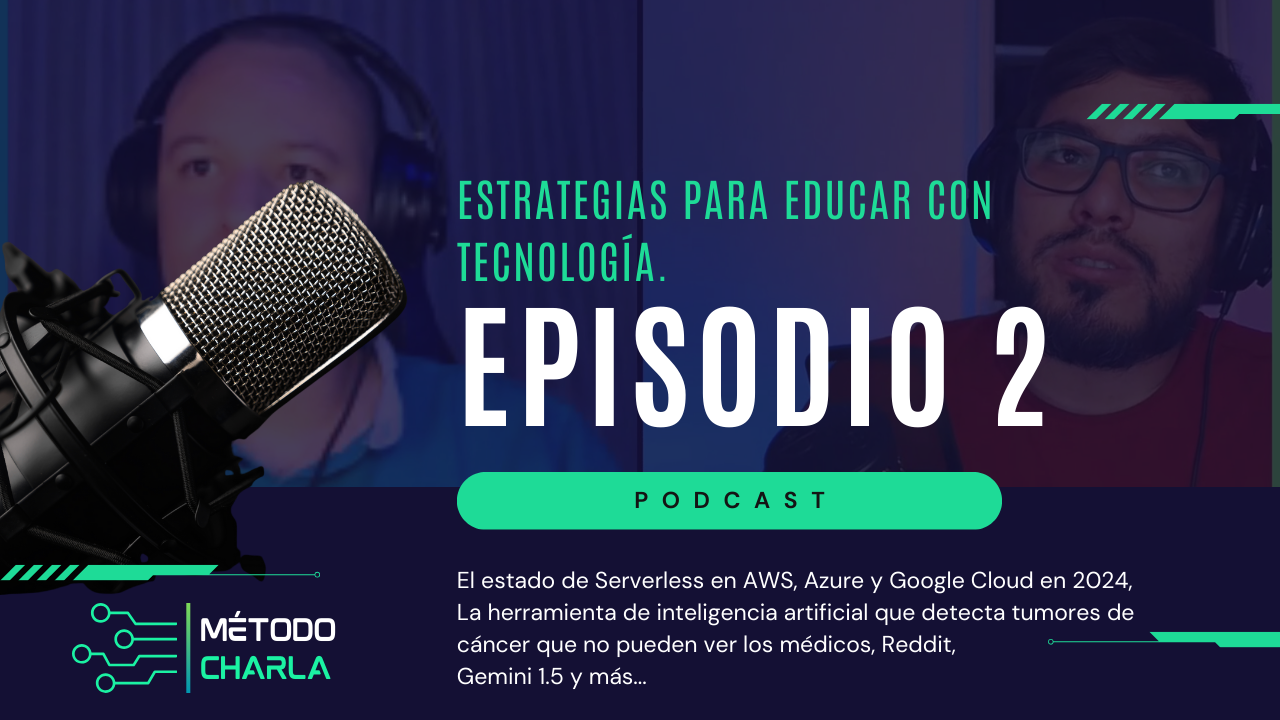 ESTRATEGIAS PARA EDUCAR CON
TECNOLOGÍA.
EPISODIO 2
PODCAST
El estado de Serverless en AWS, Azure y Google Cloud en 2024,
La herramienta de inteligencia artificial que detecta tumores de
cáncer que no pueden ver los médicos, Reddit,
Gemini 1.5 y más...
MÉTODO
CHARLA